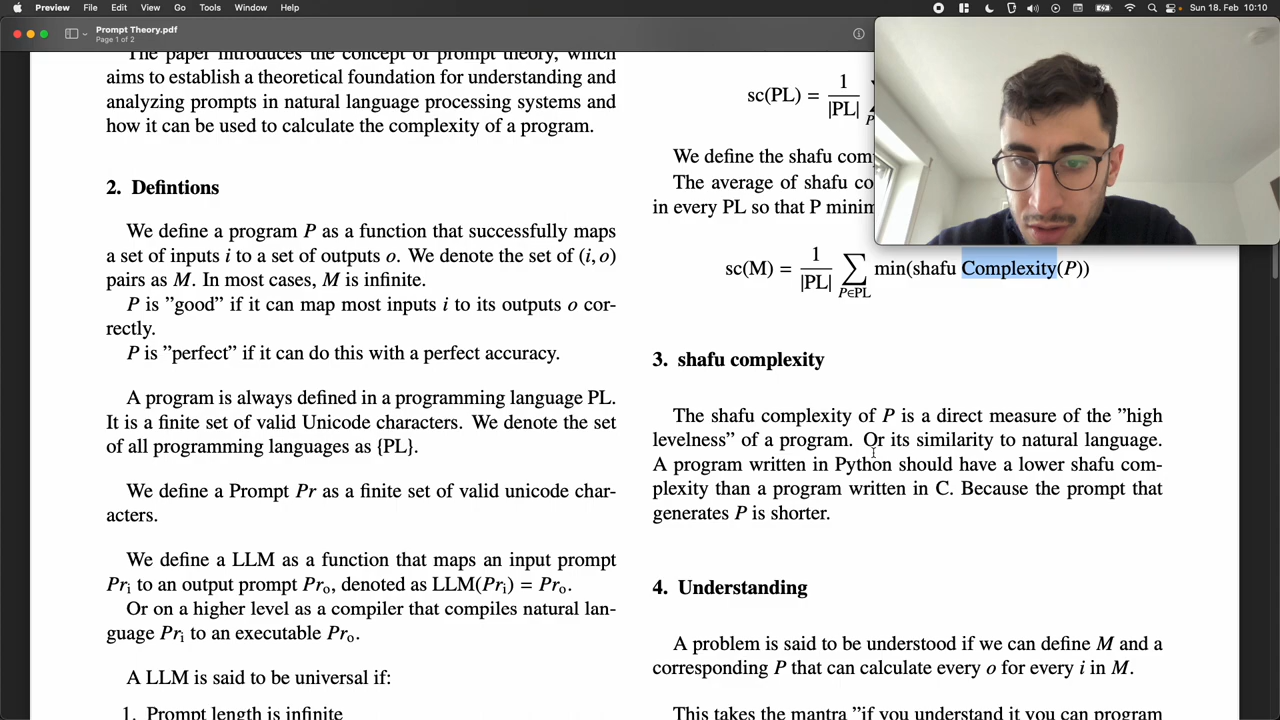 Preview File Edit View Go Tools Window Help
Sun 18. Feb 10:10
Prompt Theory.pdf
Page 1 of 2
The paper introduces the concept of prompt theory, which
aims to establish a theoretical foundation for understanding and
analyzing prompts in natural language processing systems and
how it can be used to calculate the complexity of a program.
2. Defintions
We define a program P as a function that successfully maps
a set of inputs i to a set of outputs o. We denote the set of (i, o)
pairs as M. In most cases, M is infinite.
P is ”good” if it can map most inputs i to its outputs o cor-
rectly.
P is ”perfect” if it can do this with a perfect accuracy.
A program is always defined in a programming language PL.
It is a finite set of valid Unicode characters. We denote the set
of all programming languages as {PL}.
We define a Prompt Pr as a finite set of valid unicode char-
acters.
We define a LLM as a function that maps an input prompt
Prᵢ to an output prompt Prₒ, denoted as LLM(Prᵢ) = Prₒ.
Or on a higher level as a compiler that compiles natural lan-
guage Prᵢ to an executable Prₒ.
A LLM is said to be universal if:
1. Prompt length is infinite
sc(PL) = 1/|PL|
We define the shafu com
The average of shafu co
in every PL so that P minim
sc(M) = 1/|PL| ∑ P∈PL min(shafu Complexity(P))
3. shafu complexity
The shafu complexity of P is a direct measure of the ”high
levelness” of a program. Or its similarity to natural language.
A program written in Python should have a lower shafu com-
plexity than a program written in C. Because the prompt that
generates P is shorter.
4. Understanding
A problem is said to be understood if we can define M and a
corresponding P that can calculate every o for every i in M.
This takes the mantra ”if you understand it you can program